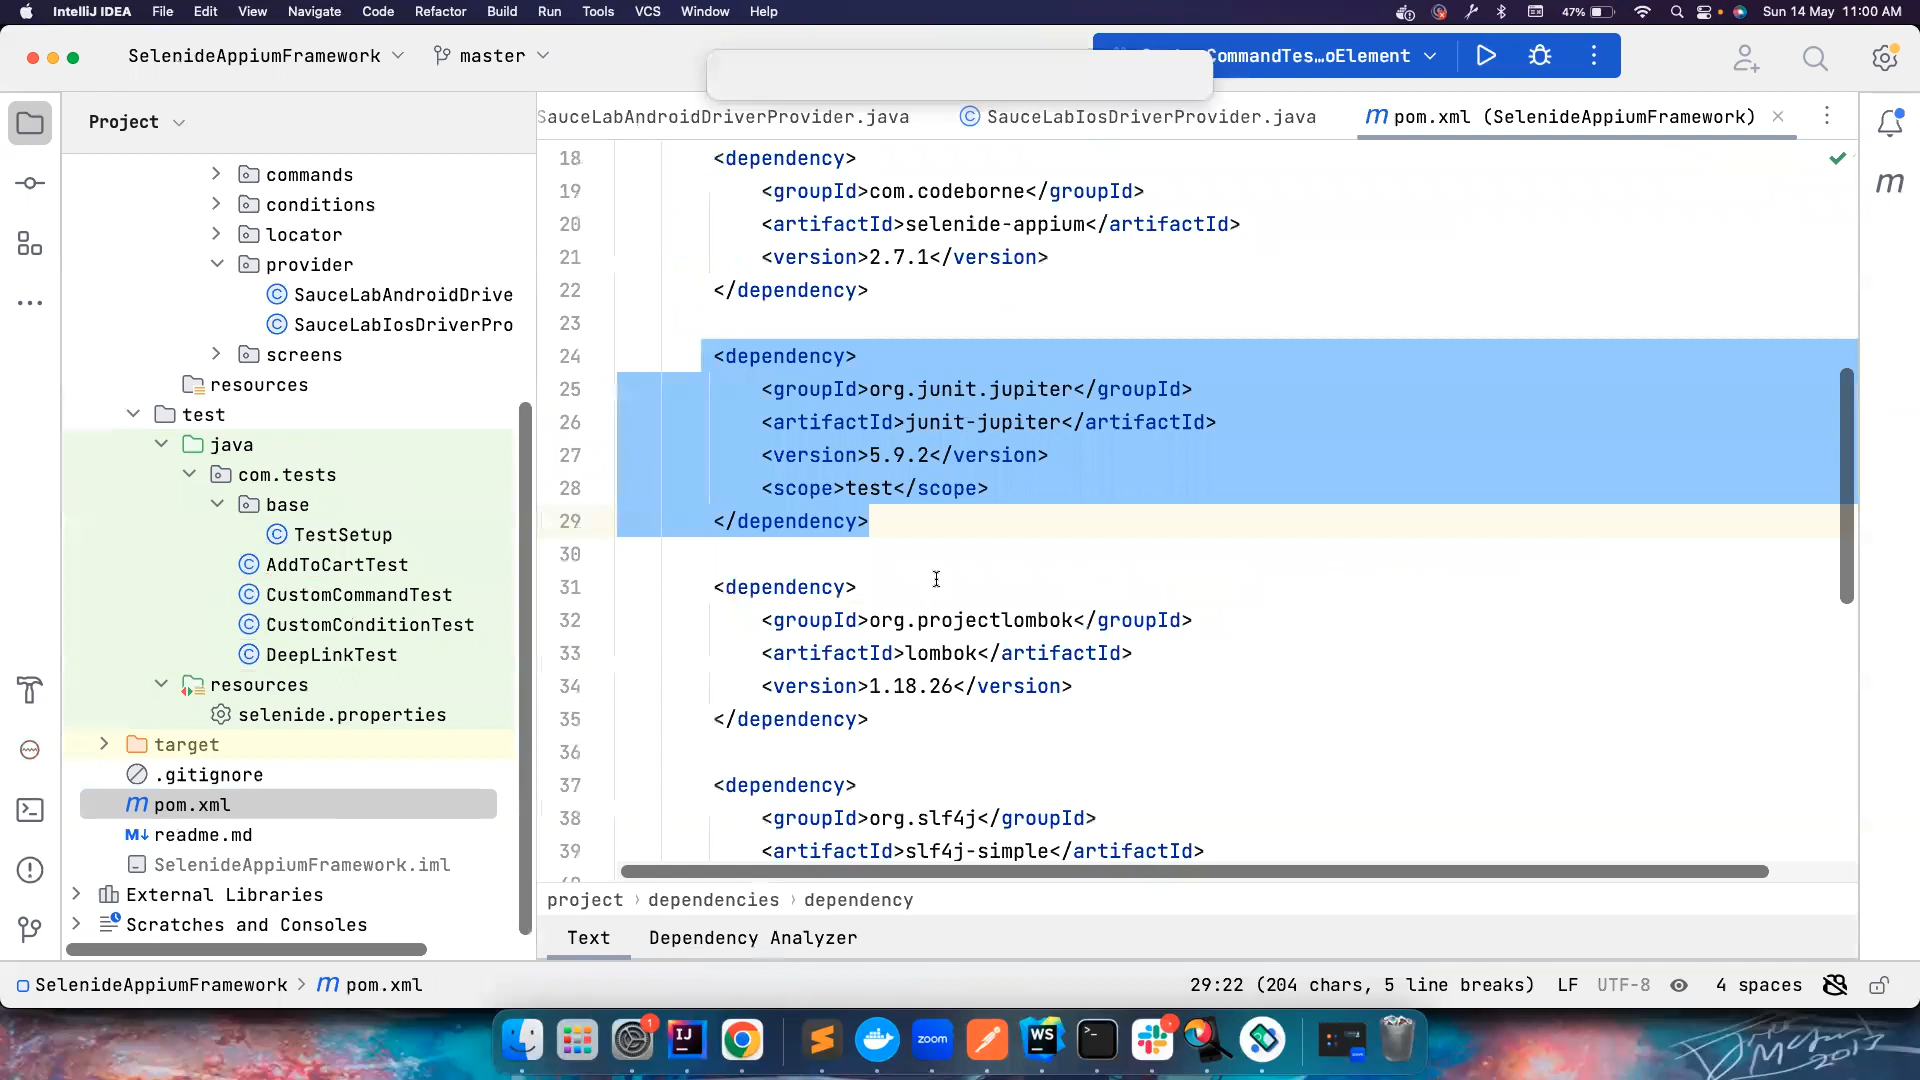 IntelliJ IDEA File Edit View Navigate Code Refactor Build Run Tools VCS Window Help 47% Sun 14 May 11:00 AM
SelenideAppiumFramework master CommandTes…oElement
Project
SauceLabAndroidDriverProvider.java SauceLabIosDriverProvider.java m pom.xml (SelenideAppiumFramework)
commands
conditions
locator
provider
SauceLabAndroidDrive
SauceLabIosDriverPro
screens
resources
test
java
com.tests
base
TestSetup
AddToCartTest
CustomCommandTest
CustomConditionTest
DeepLinkTest
resources
selenide.properties
target
.gitignore
m pom.xml
M↓ readme.md
SelenideAppiumFramework.iml
External Libraries
Scratches and Consoles
18 <dependency>
19 <groupId>com.codeborne</groupId>
20 <artifactId>selenide-appium</artifactId>
21 <version>2.7.1</version>
22 </dependency>
23
24 <dependency>
25 <groupId>org.junit.jupiter</groupId>
26 <artifactId>junit-jupiter</artifactId>
27 <version>5.9.2</version>
28 <scope>test</scope>
29 </dependency>
30
31 <dependency>
32 <groupId>org.projectlombok</groupId>
33 <artifactId>lombok</artifactId>
34 <version>1.18.26</version>
35 </dependency>
36
37 <dependency>
38 <groupId>org.slf4j</groupId>
39 <artifactId>slf4j-simple</artifactId>
m
project › dependencies › dependency
Text Dependency Analyzer
SelenideAppiumFramework › m pom.xml 29:22 (204 chars, 5 line breaks) LF UTF-8 4 spaces
1 IJ zoom WS
2017